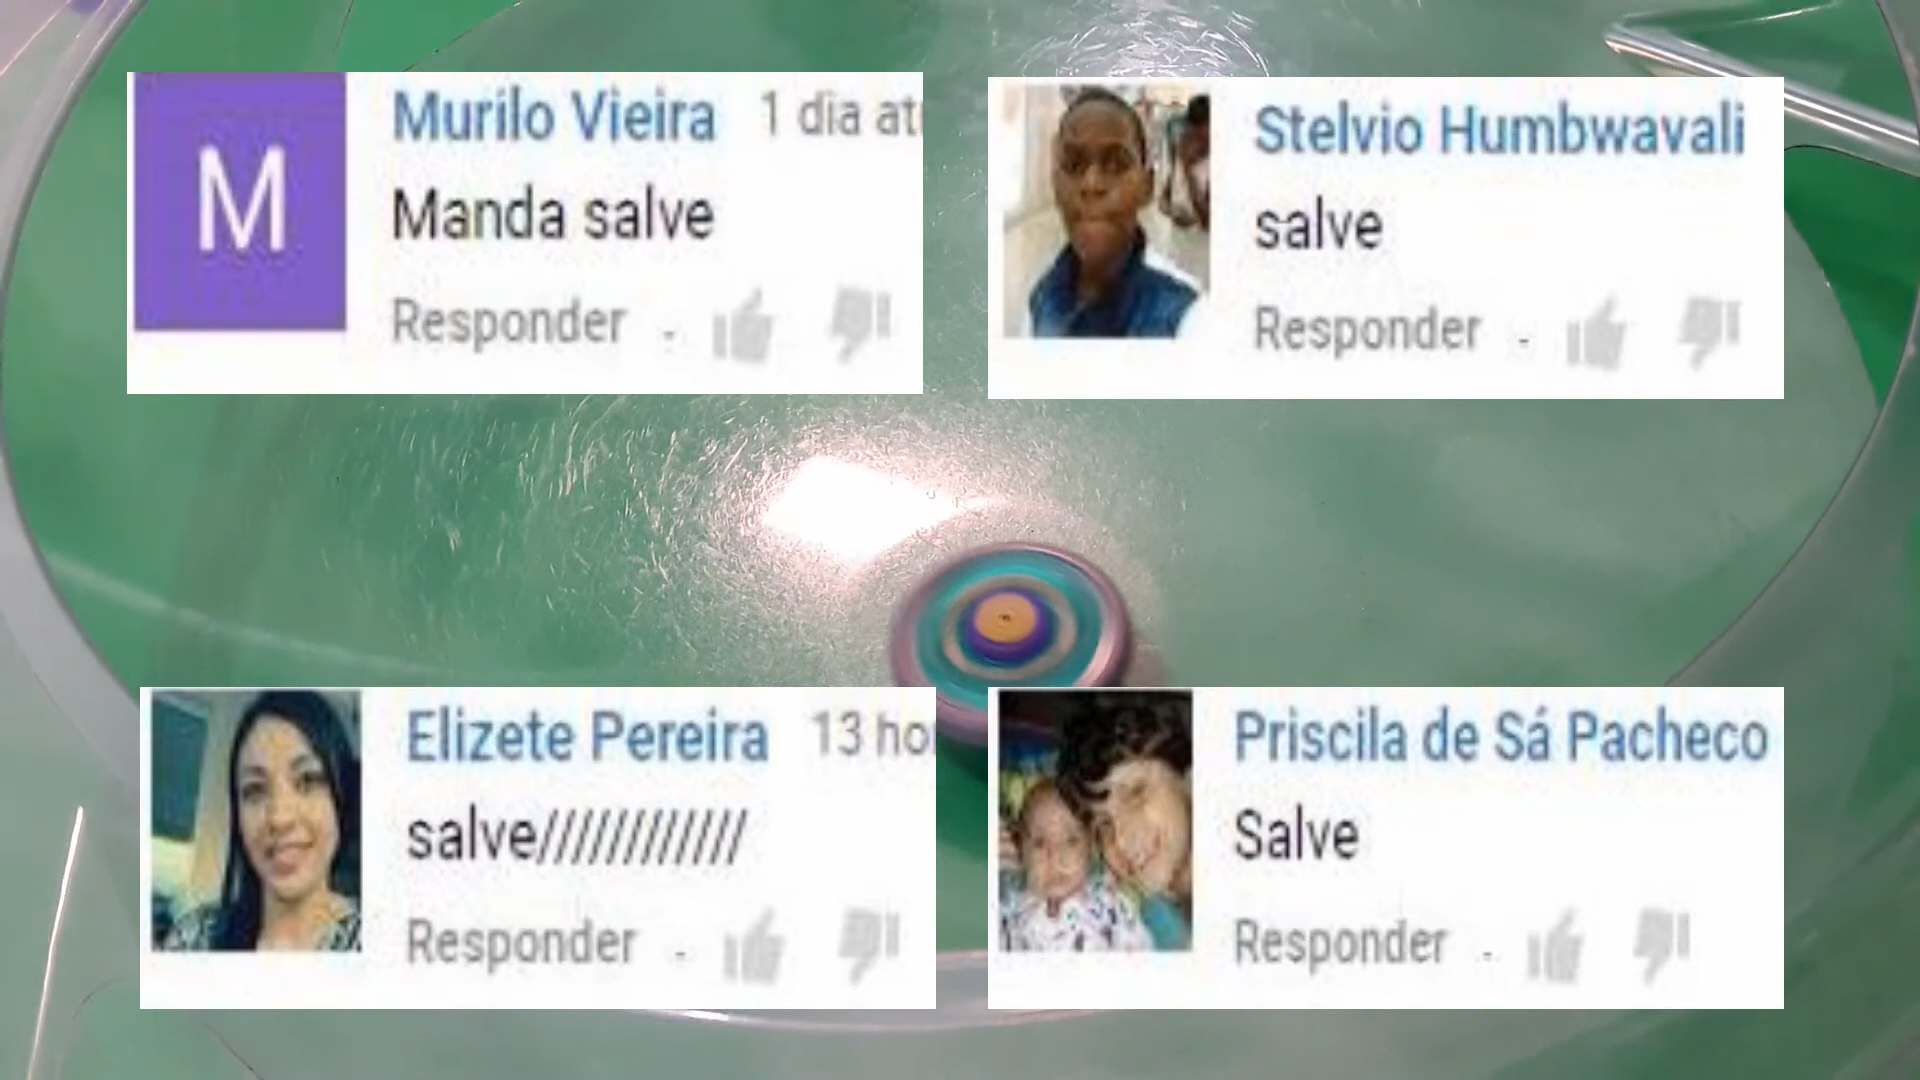 M
Murilo Vieira 1 dia atr
Manda salve
Responder
Stelvio Humbwavali
salve
Responder
Elizete Pereira 13 ho
salve////////////
Responder
Priscila de Sá Pacheco
Salve
Responder